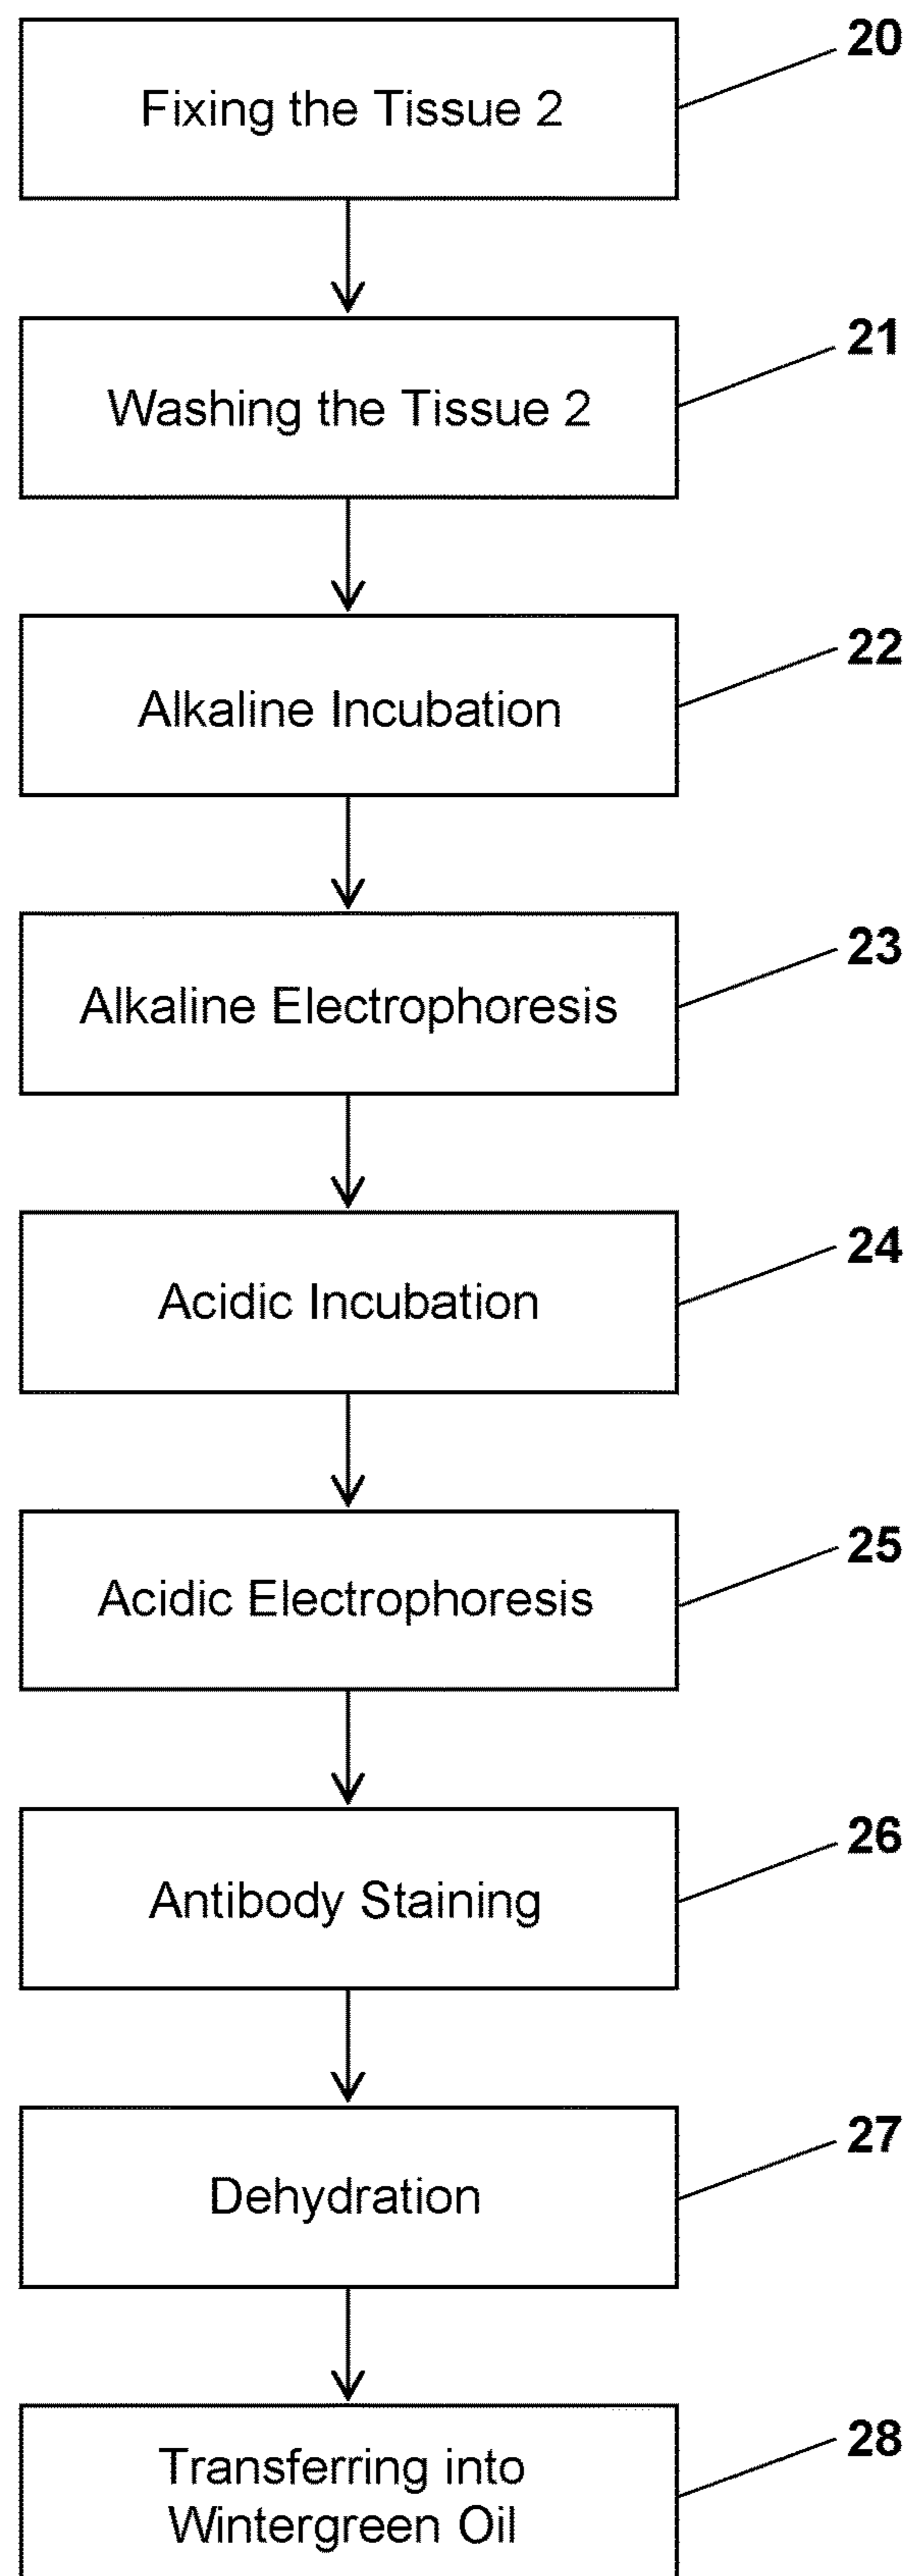 20
Fixing the Tissue 2
21
Washing the Tissue 2
22
Alkaline Incubation
23
Alkaline Electrophoresis
24
Acidic Incubation
25
Acidic Electrophoresis
26
Antibody Staining
27
Dehydration
28
Transferring into
Wintergreen Oil